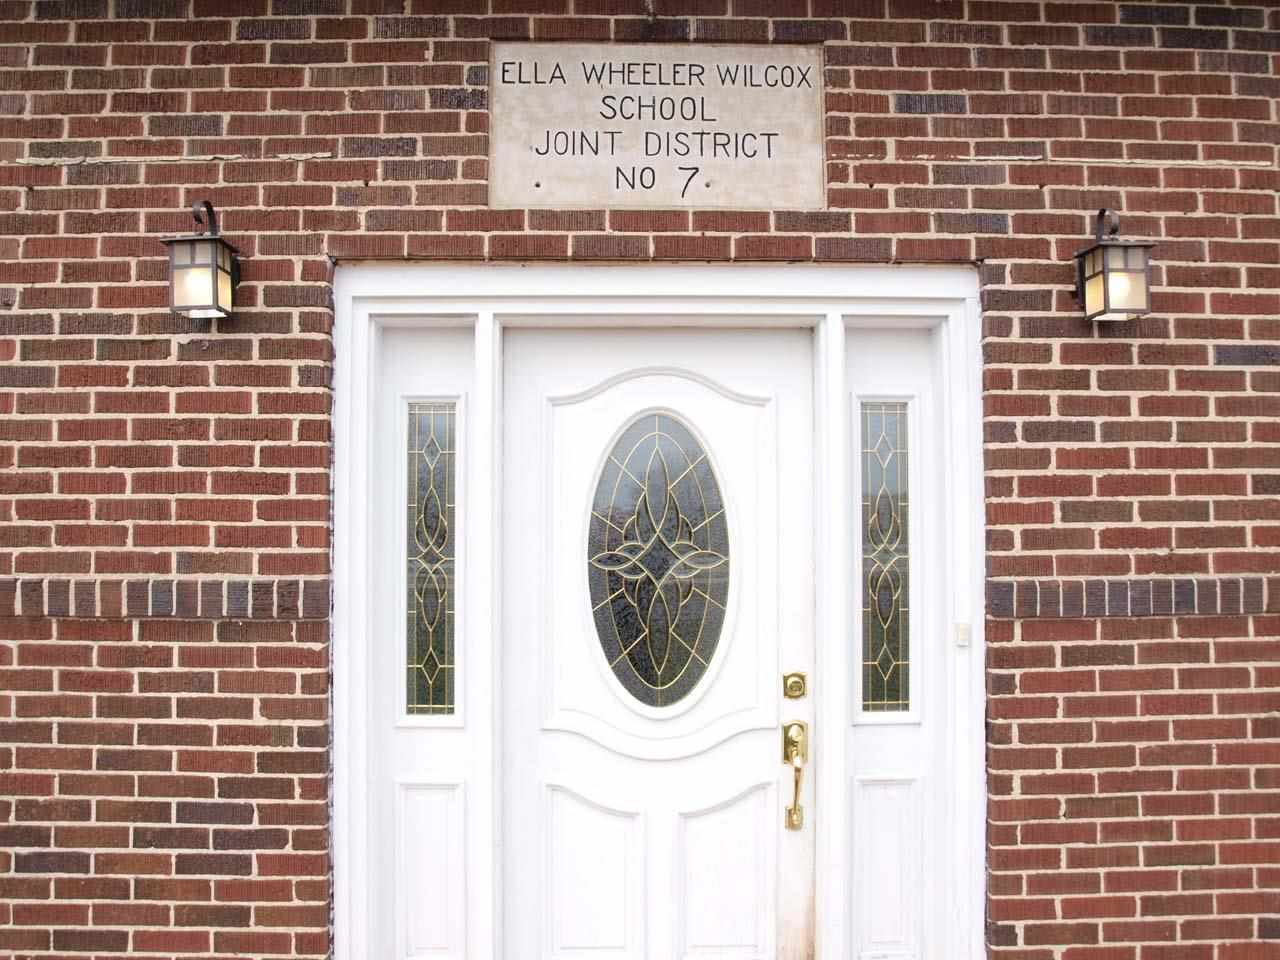 ELLA WHEELER WILCOX
SCHOOL
JOINT DISTRICT
NO 7